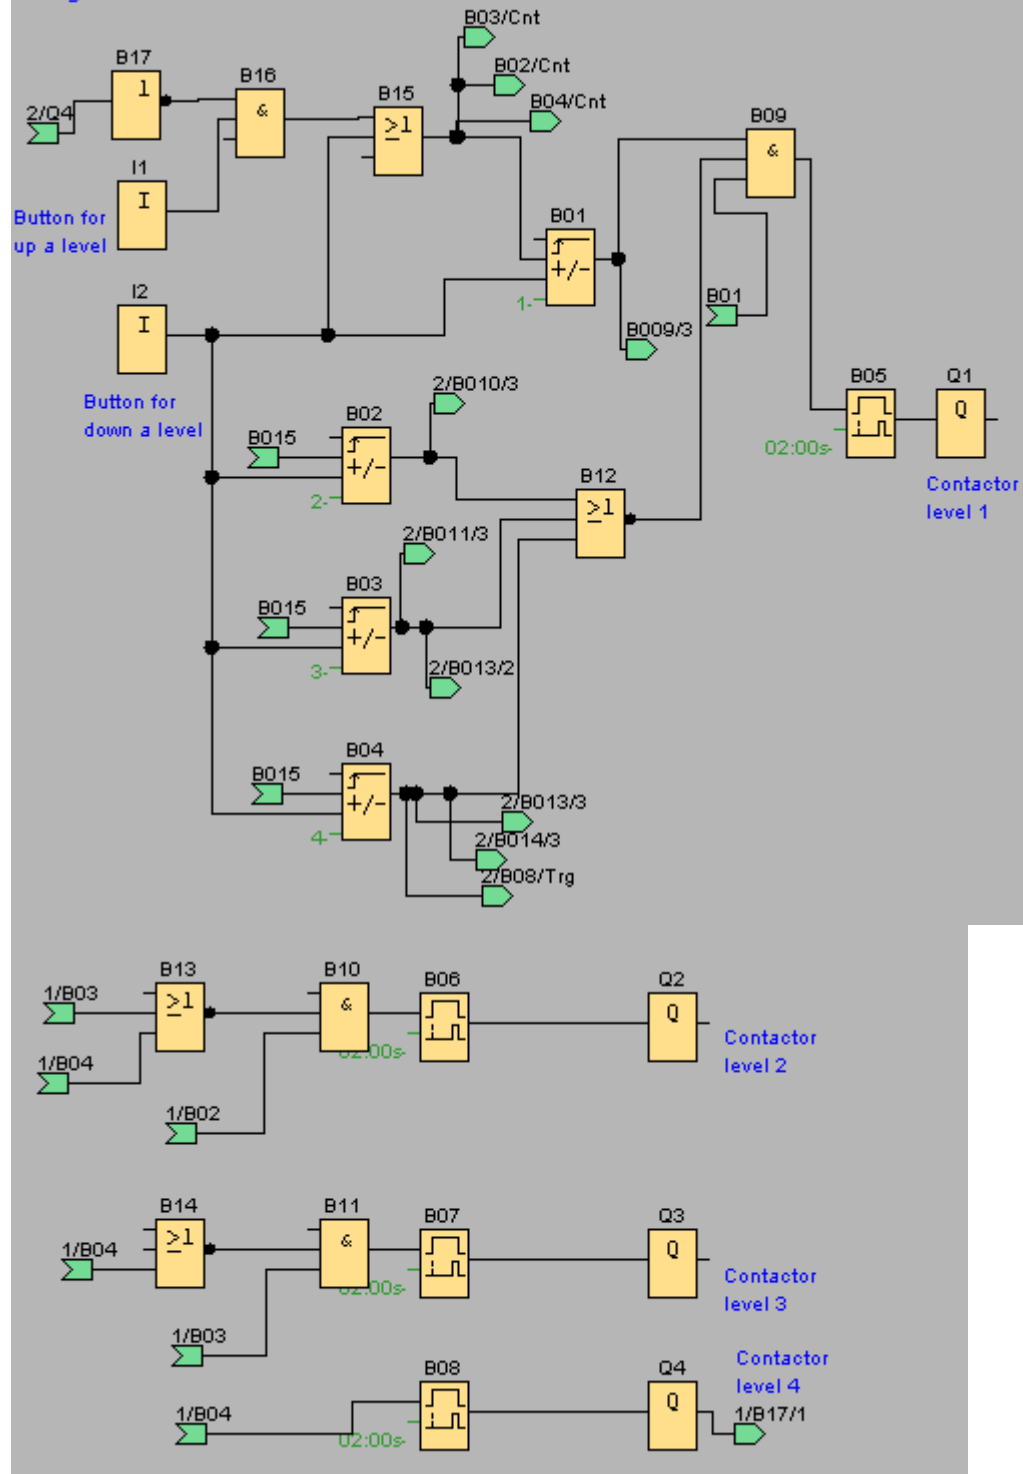 B03/Cnt
B17
B16
B02/Cnt
B15
B04/Cnt
1
2/Q4
&
≥1
B09
&
I1
I
Button for
up a level
B01
+/-
I2
1-
B01
I
B009/3
Button for
down a level
2/B010/3
B05
Q1
B02
Q
B015
+/-
02:00s-
B12
Contactor
level 1
2-
≥1
2/B011/3
B03
B015
+/-
3-
2/B013/2
B04
B015
+/-
2/B013/3
4-
2/B014/3
2/B08/Trg
B13
B10
B06
Q2
1/B03
≥1
&
Q
Contactor
level 2
02:00s-
1/B04
1/B02
B14
B11
B07
Q3
≥1
&
Q
1/B04
Contactor
level 3
02:00s-
1/B03
Contactor
level 4
B08
Q4
Q
1/B04
1/B17/1
02:00s-